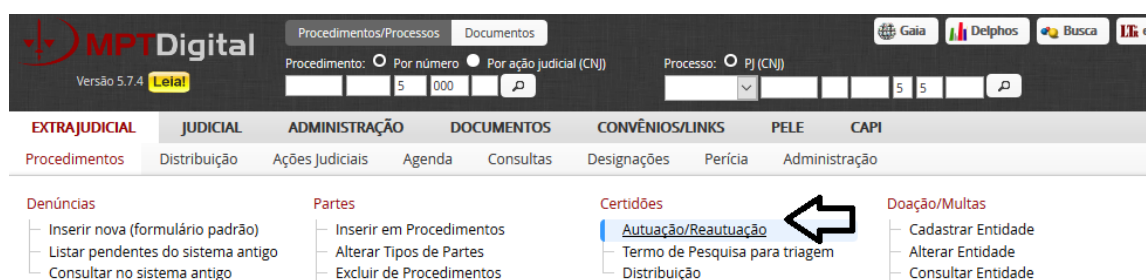 Procedimentos/Processos Documentos
Gaia Delphos Busca LTr
MPTDigital
Procedimento: Por número Por ação judicial (CNJ) Processo: PJ (CNJ)
Versão 5.7.4 Leia!
5 000 5 5
EXTRAJUDICIAL JUDICIAL ADMINISTRAÇÃO DOCUMENTOS CONVÊNIOS/LINKS PELE CAPI
Procedimentos Distribuição Ações Judiciais Agenda Consultas Designações Perícia Administração
Denúncias Partes Certidões Doação/Multas
Inserir nova (formulário padrão) Inserir em Procedimentos Autuação/Reautuação Cadastrar Entidade
Listar pendentes do sistema antigo Alterar Tipos de Partes Termo de Pesquisa para triagem Alterar Entidade
Consultar no sistema antigo Excluir de Procedimentos Distribuição Consultar Entidade